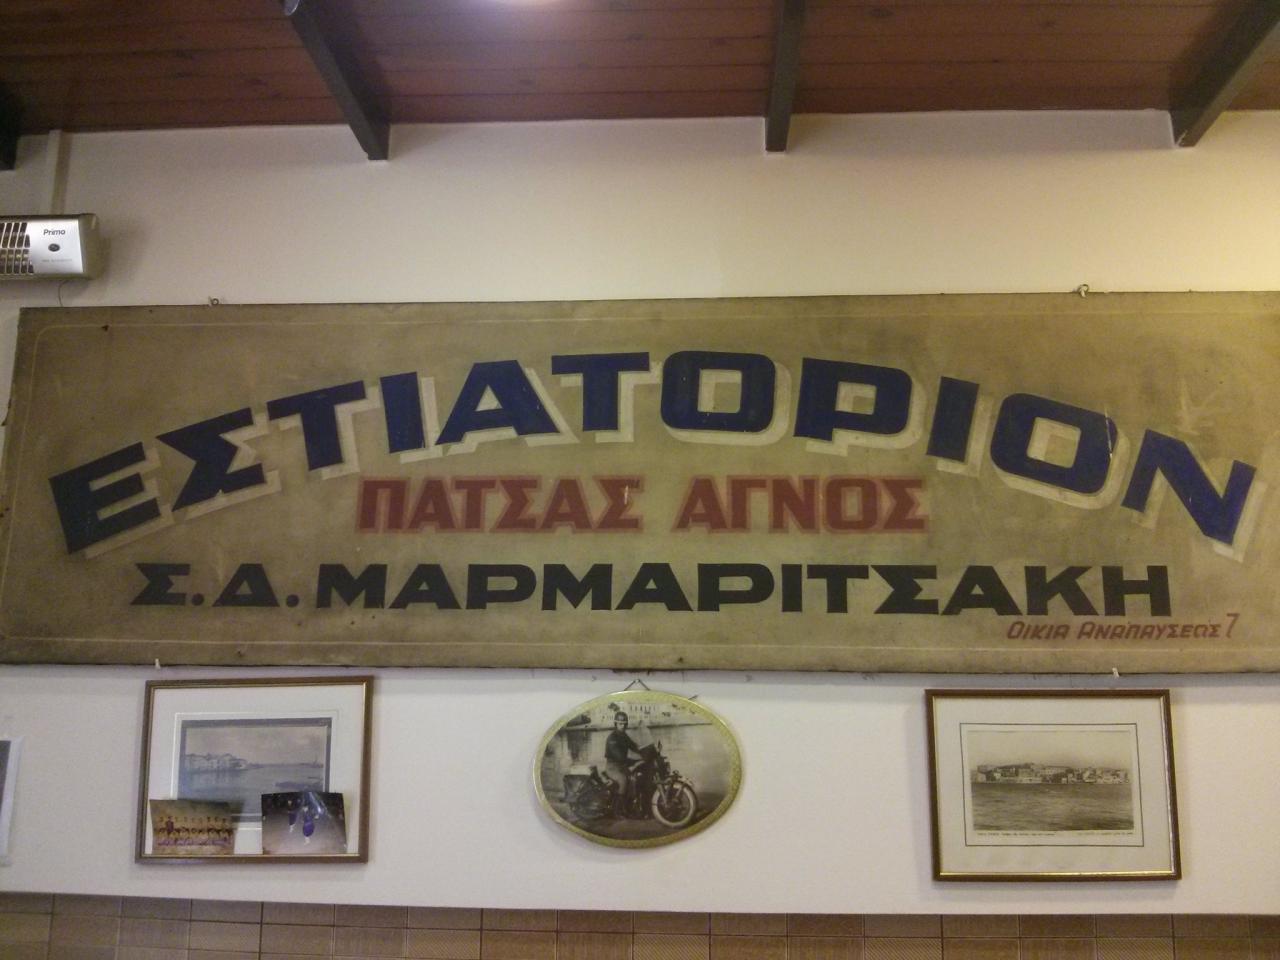 Primo
ΕΣΤΙΑΤΟΡΙΟΝ
ΠΑΤΣΑΣ ΑΓΝΟΣ
Σ.Δ. ΜΑΡΜΑΡΙΤΣΑΚΗ
ΟΙΚΙΑ ΑΝΑΠΑΥΣΕΩΣ 7